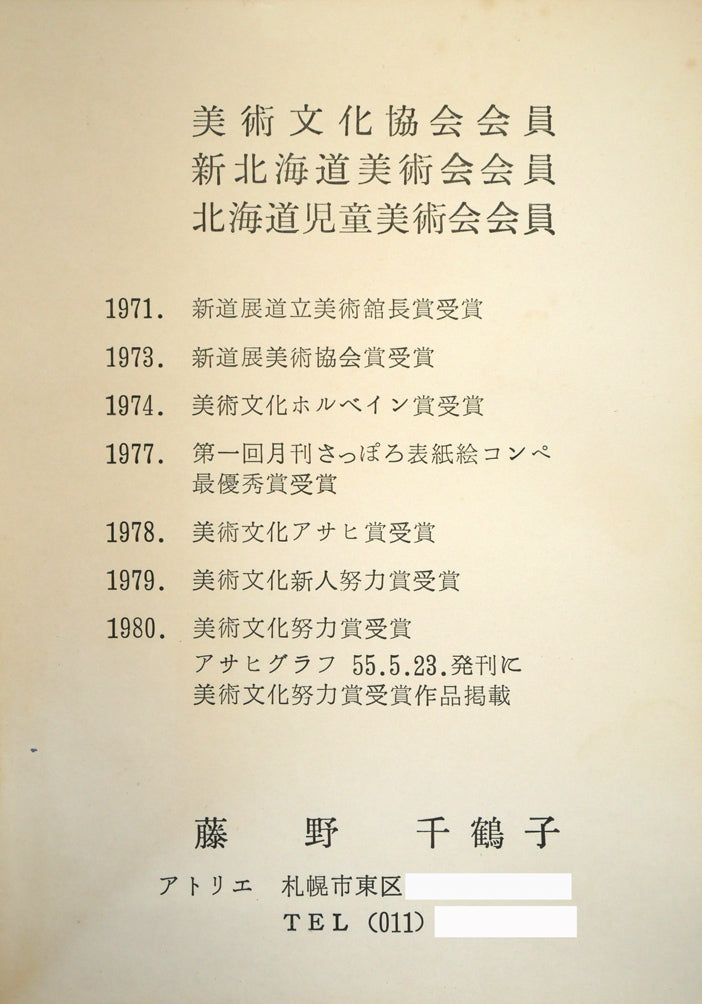 美術文化協会会員
新北海道美術会会員
北海道児童美術会会員
1971. 新道展道立美術舘長賞受賞
1973. 新道展美術協会賞受賞
1974. 美術文化ホルベイン賞受賞
1977. 第一回月刊さっぽろ表紙絵コンペ
最優秀賞受賞
1978. 美術文化アサヒ賞受賞
1979. 美術文化新人努力賞受賞
1980. 美術文化努力賞受賞
アサヒグラフ 55.5.23.発刊に
美術文化努力賞受賞作品掲載
藤野 千鶴子
アトリエ 札幌市東区
TEL (011)